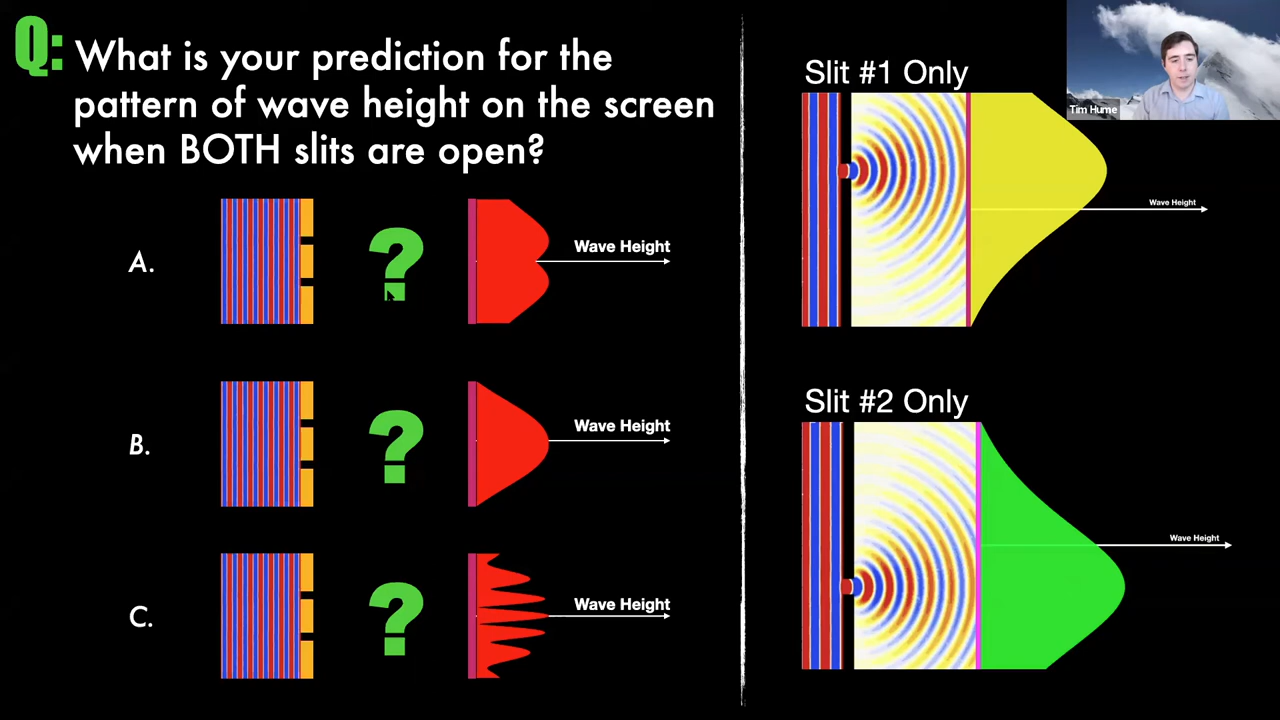 Q: What is your prediction for the
pattern of wave height on the screen
when BOTH slits are open?
A.
?
Wave Height
B.
?
Wave Height
C.
?
Wave Height
Slit #1 Only
Wave Height
Slit #2 Only
Wave Height
Tim Hume